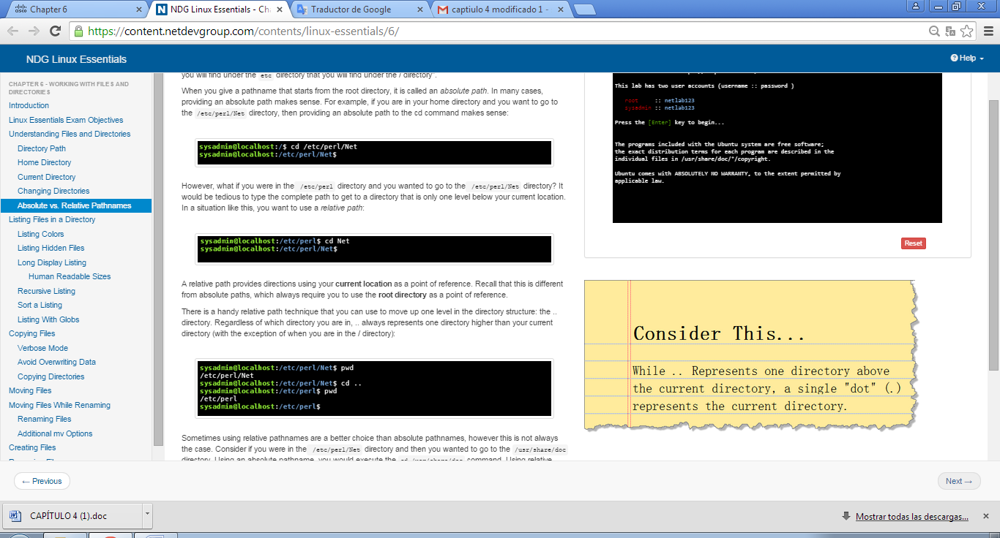 Chapter 6
NDG Linux Essentials - Cha
Traductor de Google
captiulo 4 modificado 1 -
https://content.netdevgroup.com/contents/linux-essentials/6/
NDG Linux Essentials
Help
CHAPTER 6 - WORKING WITH FILES AND
DIRECTORIES
Introduction
Linux Essentials Exam Objectives
Understanding Files and Directories
Directory Path
Home Directory
Current Directory
Changing Directories
Absolute vs. Relative Pathnames
Listing Files in a Directory
Listing Colors
Listing Hidden Files
Long Display Listing
Human Readable Sizes
Recursive Listing
Sort a Listing
Listing With Globs
Copying Files
Verbose Mode
Avoid Overwriting Data
Copying Directories
Moving Files
Moving Files While Renaming
Renaming Files
Additional mv Options
Creating Files
you will find under the etc directory that you will find under the / directory".
When you give a pathname that starts from the root directory, it is called an absolute path. In many cases,
providing an absolute path makes sense. For example, if you are in your home directory and you want to go to
the /etc/perl/Net directory, then providing an absolute path to the cd command makes sense:
sysadmin@localhost:/$ cd /etc/perl/Net
sysadmin@localhost:/etc/perl/Net$
However, what if you were in the /etc/perl directory and you wanted to go to the /etc/perl/Net directory? It
would be tedious to type the complete path to get to a directory that is only one level below your current location.
In a situation like this, you want to use a relative path:
sysadmin@localhost:/etc/perl$ cd Net
sysadmin@localhost:/etc/perl/Net$
A relative path provides directions using your current location as a point of reference. Recall that this is different
from absolute paths, which always require you to use the root directory as a point of reference.
There is a handy relative path technique that you can use to move up one level in the directory structure: the ..
directory. Regardless of which directory you are in, .. always represents one directory higher than your current
directory (with the exception of when you are in the / directory):
sysadmin@localhost:/etc/perl/Net$ pwd
/etc/perl/Net
sysadmin@localhost:/etc/perl/Net$ cd ..
sysadmin@localhost:/etc/perl$ pwd
/etc/perl
sysadmin@localhost:/etc/perl$
Sometimes using relative pathnames are a better choice than absolute pathnames, however this is not always
the case. Consider if you were in the /etc/perl/Net directory and then you wanted to go to the /usr/share/doc
directory. Using an absolute pathname, you would execute the cd /usr/share/doc command. Using relative
This lab has two user accounts (username :: password )
root :: netlab123
sysadmin :: netlab123
Press the [Enter] key to begin...
The programs included with the Ubuntu system are free software;
the exact distribution terms for each program are described in the
individual files in /usr/share/doc/*/copyright.
Ubuntu comes with ABSOLUTELY NO WARRANTY, to the extent permitted by
applicable law.
Reset
Consider This...
While .. Represents one directory above
the current directory, a single "dot" (.)
represents the current directory.
← Previous
Next →
CAPÍTULO 4 (1).doc
Mostrar todas las descargas...